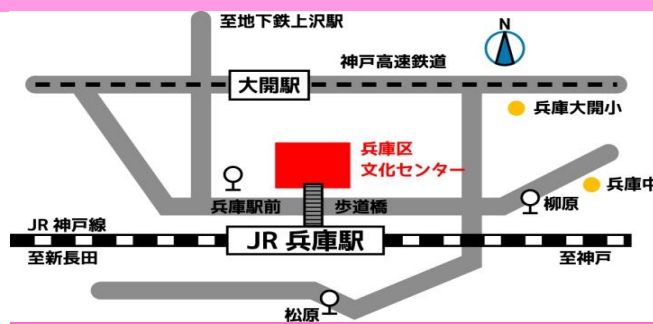 至地下鉄上沢駅
N
神戸高速鉄道
大開駅
兵庫大開小
兵庫区
文化センター
兵庫中
兵庫駅前
歩道橋
柳原
JR 神戸線
JR 兵庫駅
至新長田
至神戸
松原